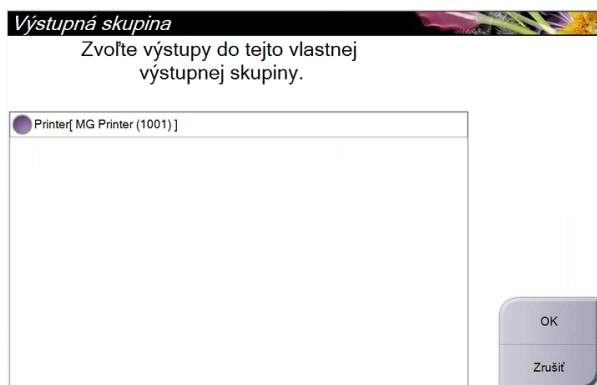 Výstupná skupina
Zvoľte výstupy do tejto vlastnej
výstupnej skupiny.
Printer[ MG Printer (1001) ]
OK
Zrušiť